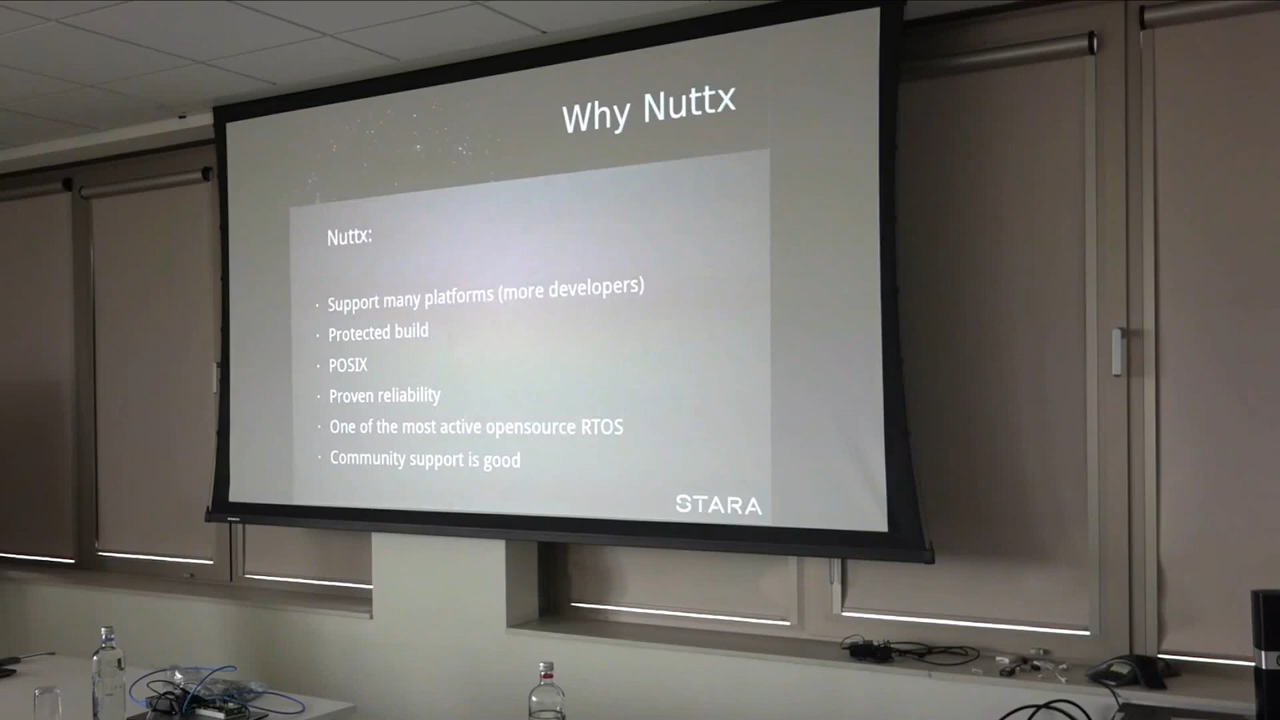 Why Nuttx
Nuttx:
· Support many platforms (more developers)
· Protected build
· POSIX
· Proven reliability
· One of the most active opensource RTOS
· Community support is good
STARA